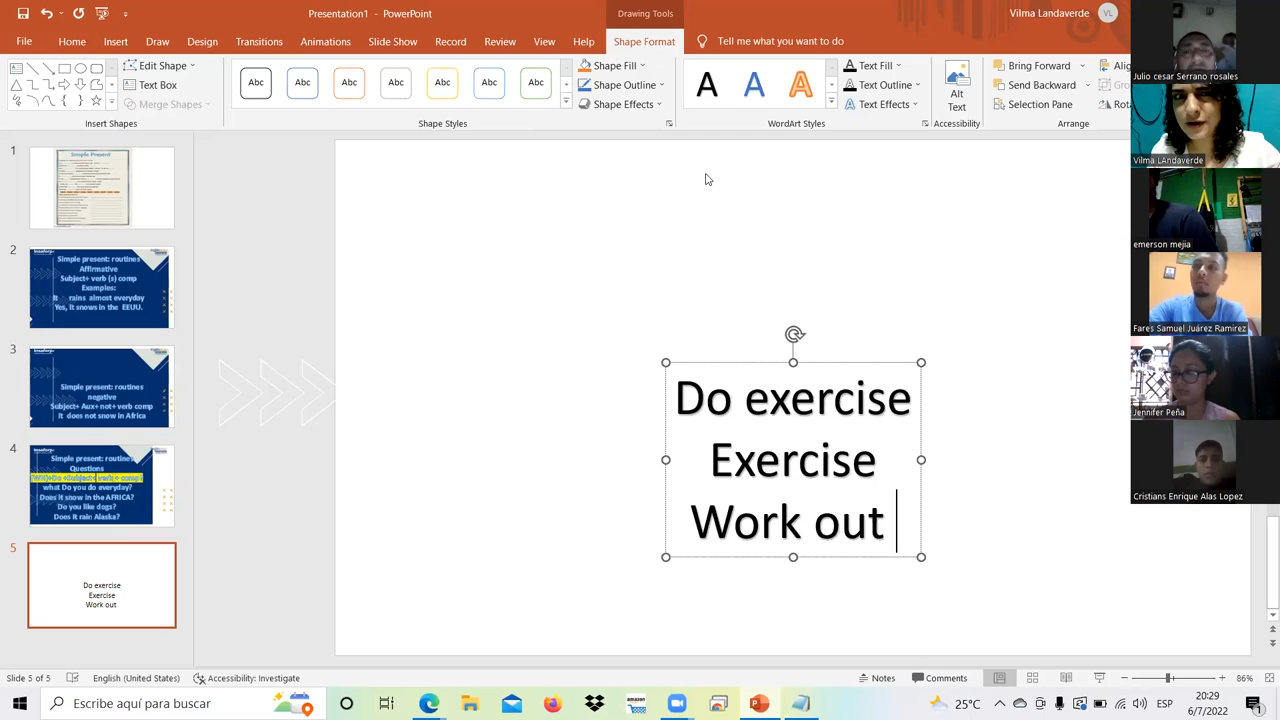 Presentation1 - PowerPoint
Drawing Tools
Vilma Landaverde
VL
File
Home
Insert
Draw
Design
Transitions
Animations
Slide Show
Record
Review
View
Help
Shape Format
Tell me what you want to do
Edit Shape
Text Box
Merge Shapes
Insert Shapes
Abc
Abc
Abc
Abc
Abc
Abc
Abc
Shape Fill
Shape Outline
Shape Effects
Shape Styles
A
A
A
WordArt Styles
Text Fill
Text Outline
Text Effects
Alt
Text
Accessibility
Bring Forward
Send Backward
Selection Pane
Arrange
1
Simple Present
2
Simple present: routines
Affirmative
Subject+ verb (s) comp
Examples:
It rains almost everyday
Yes, It snows in the EEUU.
3
Simple present: routines
negative
Subject+ Aux+ not+ verb comp
It does not snow in Africa
4
Simple present: routines
Questions
what Do you do everyday?
Does It snow in the AFRICA?
Do you like dogs?
Does It rain Alaska?
5
Do exercise
Exercise
Work out
Do exercise
Exercise
Work out
Julio cesar Serrano rosales
Vilma LAndaverde
emerson mejia
Fares Samuel Juárez Ramírez
Jennifer Peña
Cristians Enrique Alas Lopez
Slide 5 of 5
English (United States)
Accessibility: Investigate
Notes
Comments
86%
Escribe aquí para buscar
25°C
ESP
20:29
6/7/2022